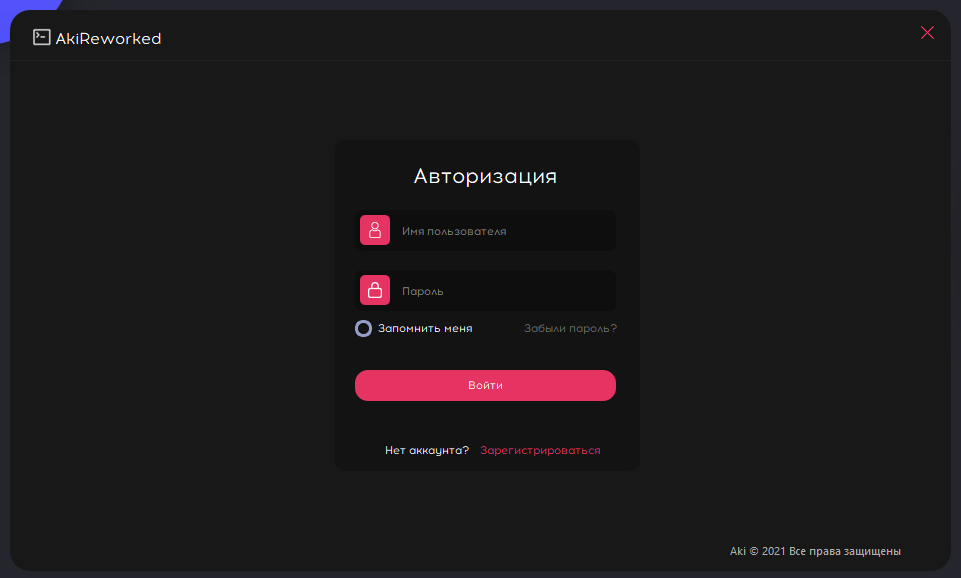 AkiReworked
Авторизация
Имя пользователя
Пароль
Запомнить меня Забыли пароль?
Войти
Нет аккаунта? Зарегистрироваться
Aki © 2021 Все права защищены